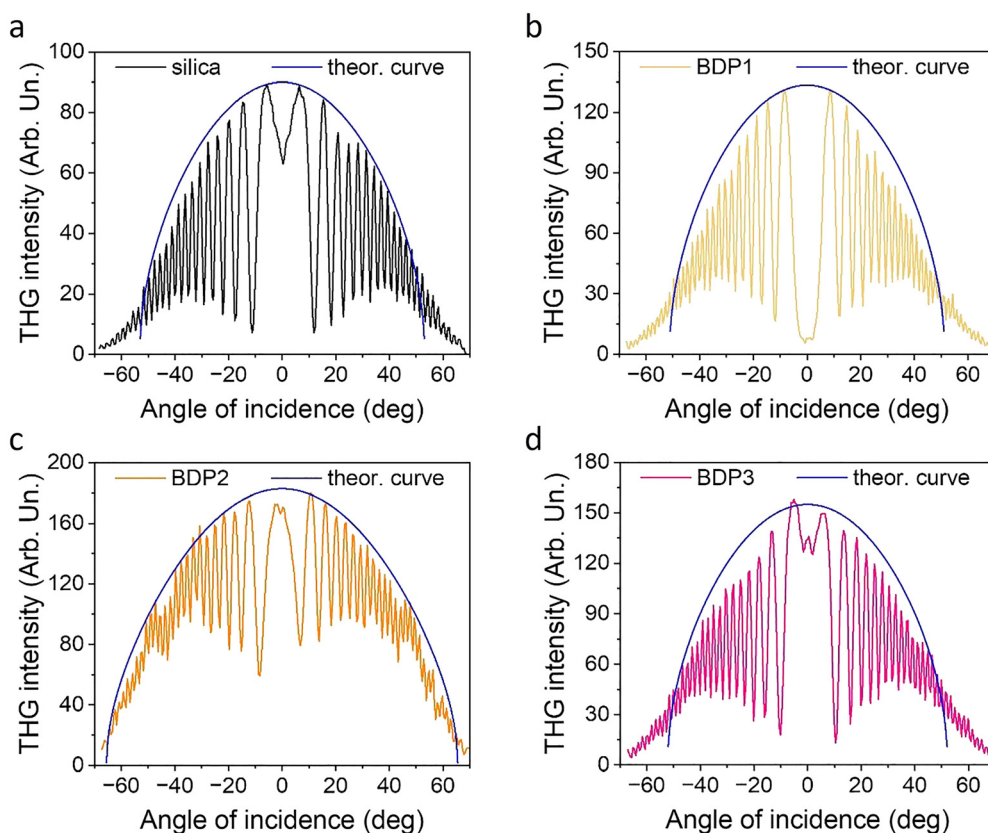 a
silica theor. curve
THG intensity (Arb. Un.)
100
80
60
40
20
0
−60 −40 −20 0 20 40 60
Angle of incidence (deg)
b
BDP1 theor. curve
THG intensity (Arb. Un.)
150
120
90
60
30
0
−60 −40 −20 0 20 40 60
Angle of incidence (deg)
c
BDP2 theor. curve
THG intensity (Arb. Un.)
200
160
120
80
40
0
−60 −40 −20 0 20 40 60
Angle of incidence (deg)
d
BDP3 theor. curve
THG intensity (Arb. Un.)
180
150
120
90
60
30
0
−60 −40 −20 0 20 40 60
Angle of incidence (deg)